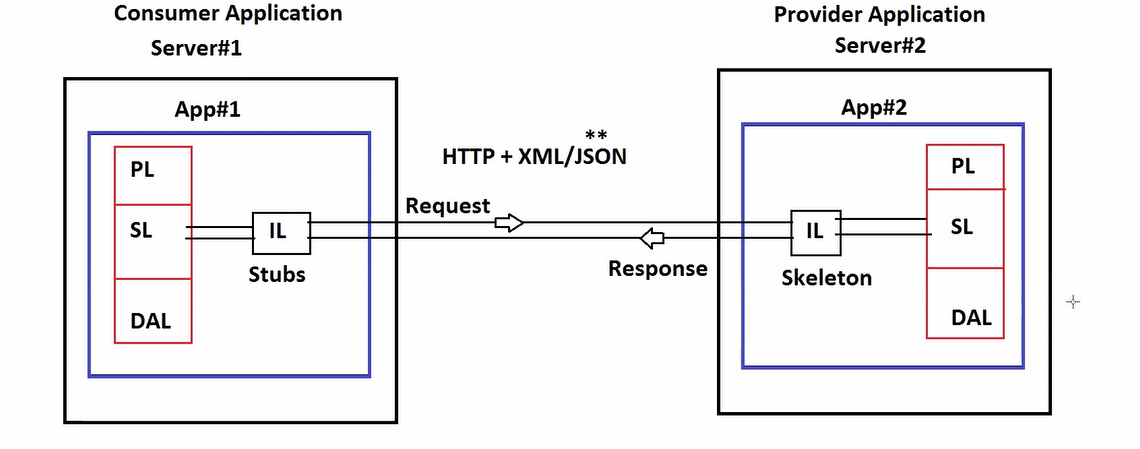 Consumer Application
Server#1
App#1
PL
SL
DAL
IL
Stubs
**
HTTP + XML/JSON
Request
Response
Provider Application
Server#2
App#2
IL
Skeleton
PL
SL
DAL